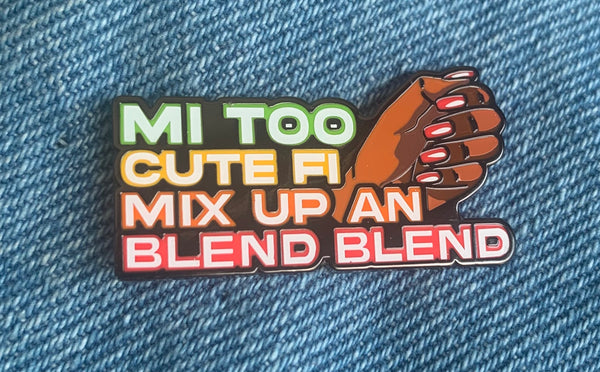 MI TOO
CUTE FI
MIX UP AN
BLEND BLEND